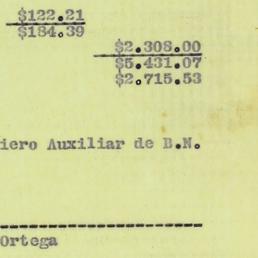 $122.21
$184.39
$2.308.00
$5.431.07
$2.715.53
iero Auxiliar de B.N.
Ortega